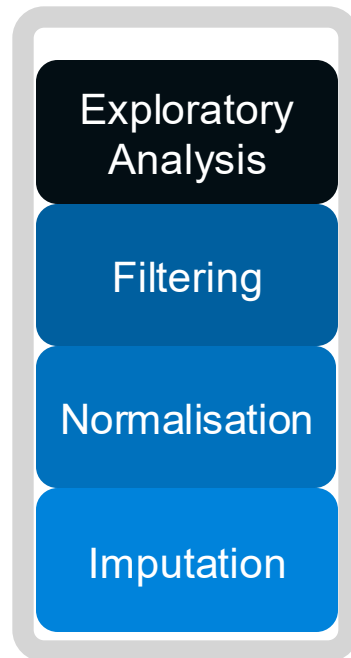 Exploratory
Analysis
Filtering
Normalisation
Imputation